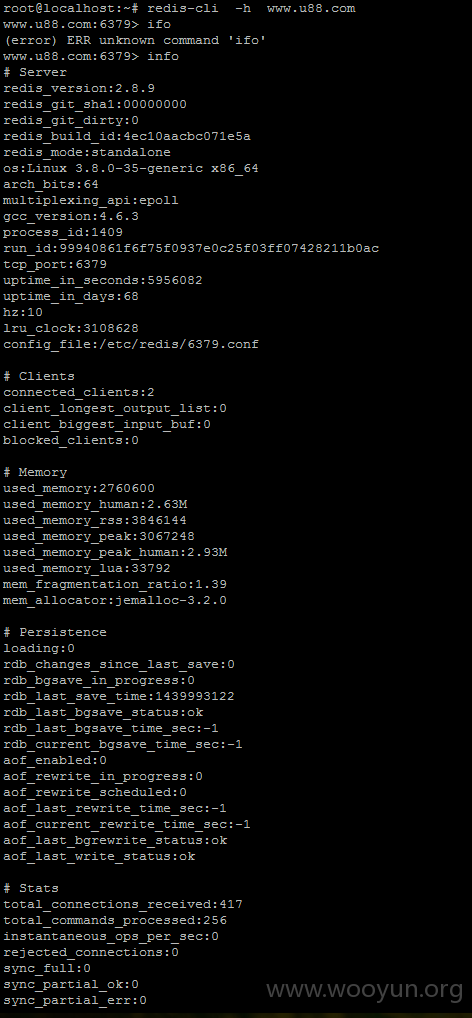 root@localhost:~# redis-cli  -h  www.u88.com
www.u88.com:6379> ifo
(error) ERR unknown command 'ifo'
www.u88.com:6379> info
# Server
redis_version:2.8.9
redis_git_sha1:00000000
redis_git_dirty:0
redis_build_id:4ec10aacbc071e5a
redis_mode:standalone
os:Linux 3.8.0-35-generic x86_64
arch_bits:64
multiplexing_api:epoll
gcc_version:4.6.3
process_id:1409
run_id:99940861f6f75f0937e0c25f03ff07428211b0ac
tcp_port:6379
uptime_in_seconds:5956082
uptime_in_days:68
hz:10
lru_clock:3108628
config_file:/etc/redis/6379.conf

# Clients
connected_clients:2
client_longest_output_list:0
client_biggest_input_buf:0
blocked_clients:0

# Memory
used_memory:2760600
used_memory_human:2.63M
used_memory_rss:3846144
used_memory_peak:3067248
used_memory_peak_human:2.93M
used_memory_lua:33792
mem_fragmentation_ratio:1.39
mem_allocator:jemalloc-3.2.0

# Persistence
loading:0
rdb_changes_since_last_save:0
rdb_bgsave_in_progress:0
rdb_last_save_time:1439993122
rdb_last_bgsave_status:ok
rdb_last_bgsave_time_sec:-1
rdb_current_bgsave_time_sec:-1
aof_enabled:0
aof_rewrite_in_progress:0
aof_rewrite_scheduled:0
aof_last_rewrite_time_sec:-1
aof_current_rewrite_time_sec:-1
aof_last_bgrewrite_status:ok
aof_last_write_status:ok

# Stats
total_connections_received:417
total_commands_processed:256
instantaneous_ops_per_sec:0
rejected_connections:0
sync_full:0
sync_partial_ok:0
sync_partial_err:0
www.wooyun.org